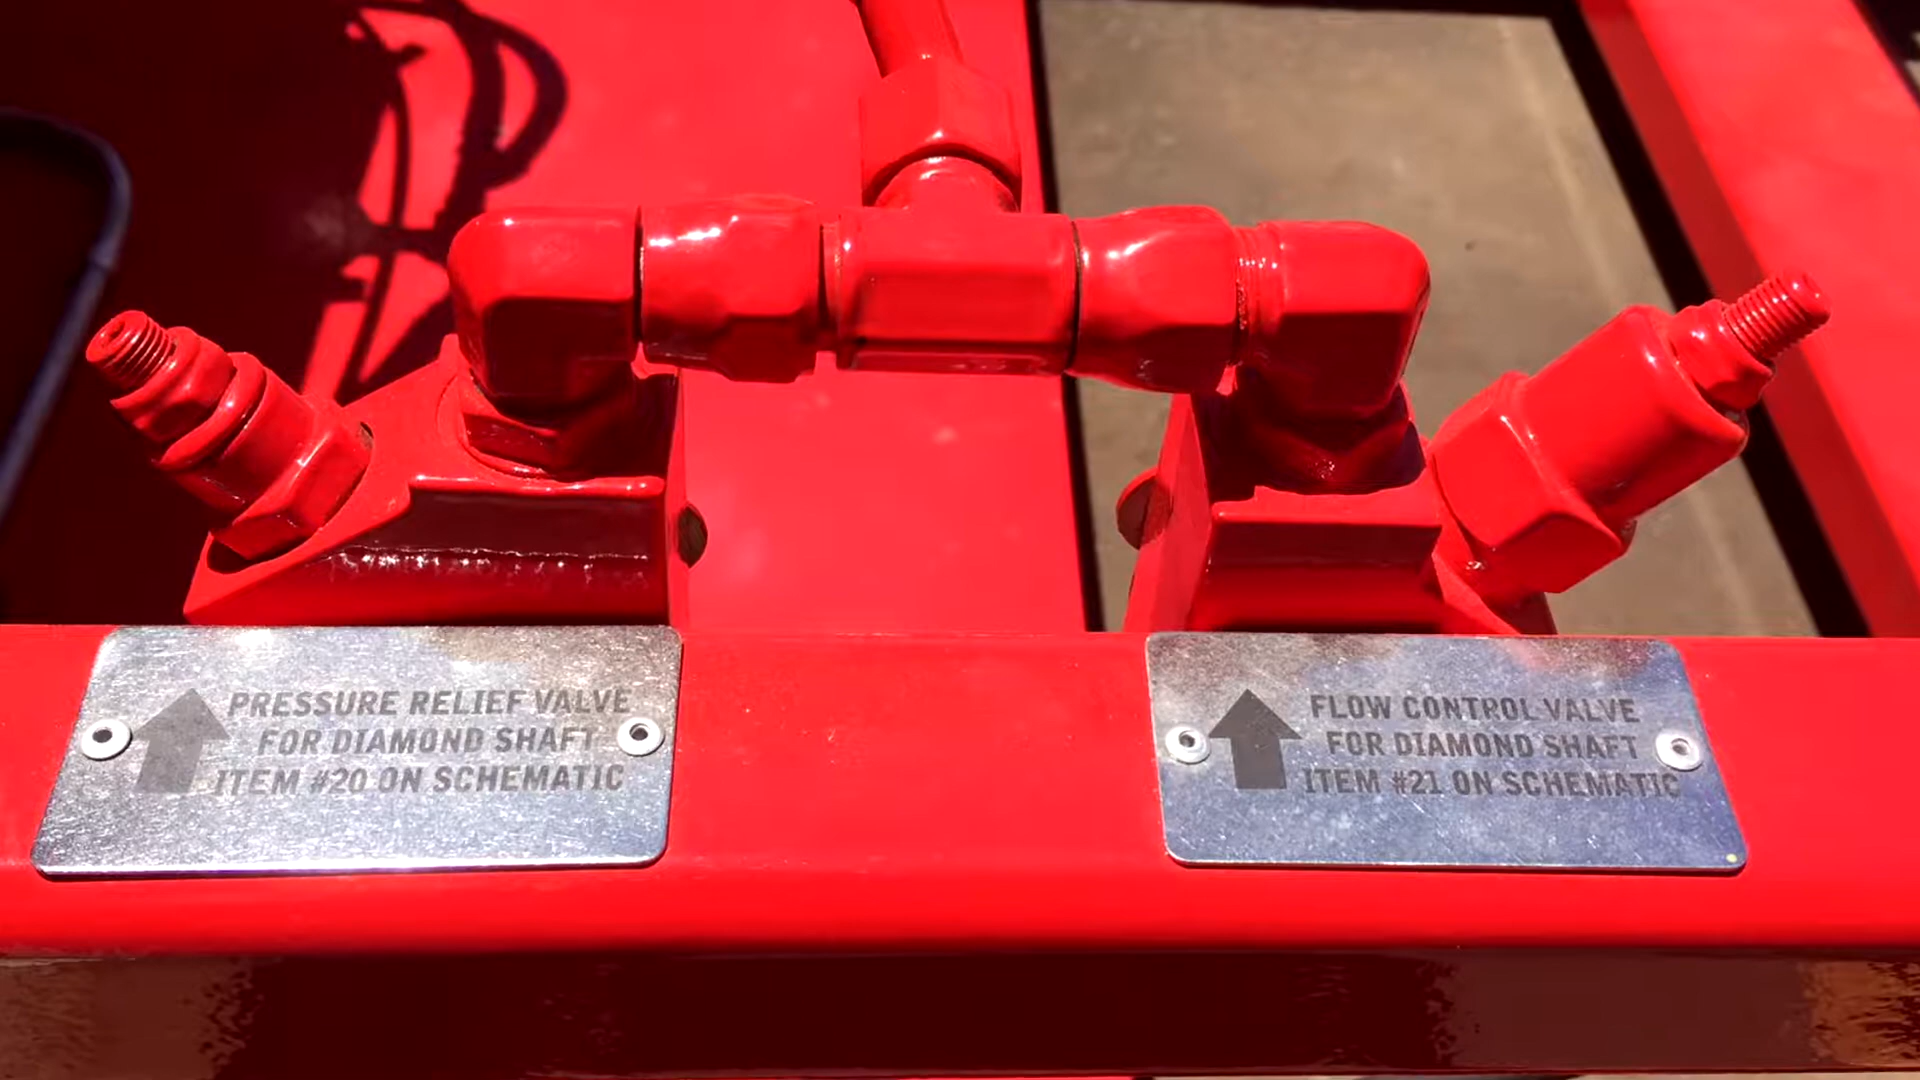 PRESSURE RELIEF VALVE
FOR DIAMOND SHAFT
ITEM #20 ON SCHEMATIC
FLOW CONTROL VALVE
FOR DIAMOND SHAFT
ITEM #21 ON SCHEMATIC